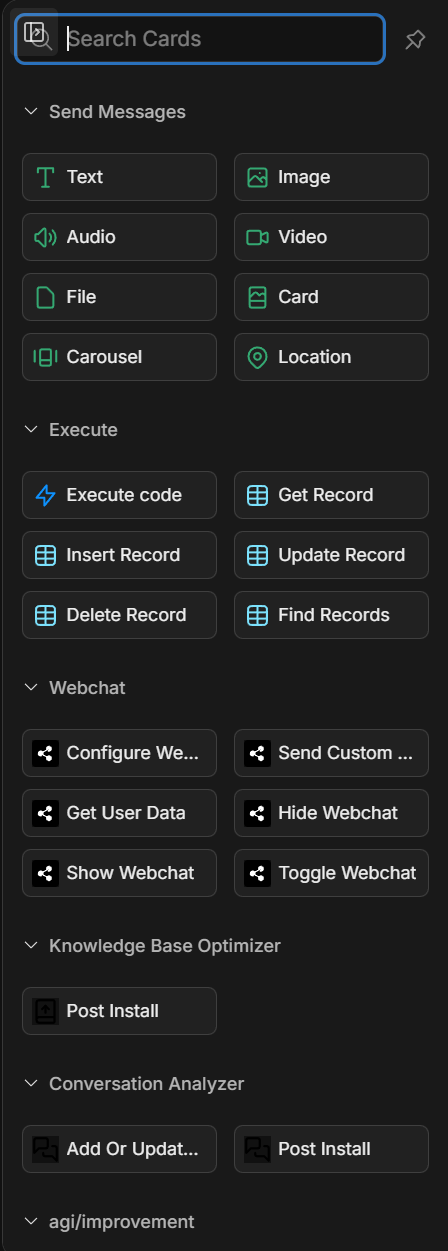 Search Cards
Send Messages
Text
Image
Audio
Video
File
Card
Carousel
Location
Execute
Execute code
Get Record
Insert Record
Update Record
Delete Record
Find Records
Webchat
Configure We...
Send Custom ...
Get User Data
Hide Webchat
Show Webchat
Toggle Webchat
Knowledge Base Optimizer
Post Install
Conversation Analyzer
Add Or Updat...
Post Install
agi/improvement